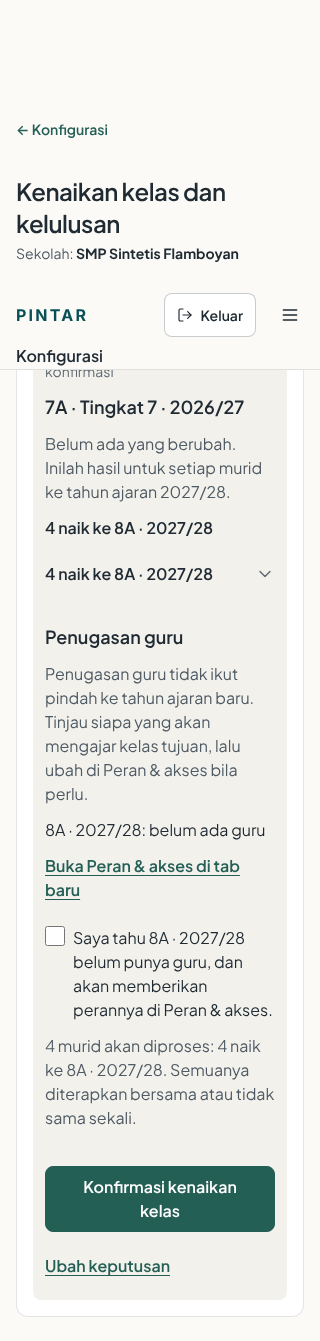 ← Konfigurasi
Kenaikan kelas dan
kelulusan
Sekolah: SMP Sintetis Flamboyan
PINTAR
Keluar
Konfigurasi
konfirmasi
7A · Tingkat 7 · 2026/27
Belum ada yang berubah.
Inilah hasil untuk setiap murid
ke tahun ajaran 2027/28.
4 naik ke 8A · 2027/28
4 naik ke 8A · 2027/28
Penugasan guru
Penugasan guru tidak ikut
pindah ke tahun ajaran baru.
Tinjau siapa yang akan
mengajar kelas tujuan, lalu
ubah di Peran & akses bila
perlu.
8A · 2027/28: belum ada guru
Buka Peran & akses di tab
baru
Saya tahu 8A · 2027/28
belum punya guru, dan
akan memberikan
perannya di Peran & akses.
4 murid akan diproses: 4 naik
ke 8A · 2027/28. Semuanya
diterapkan bersama atau tidak
sama sekali.
Konfirmasi kenaikan
kelas
Ubah keputusan